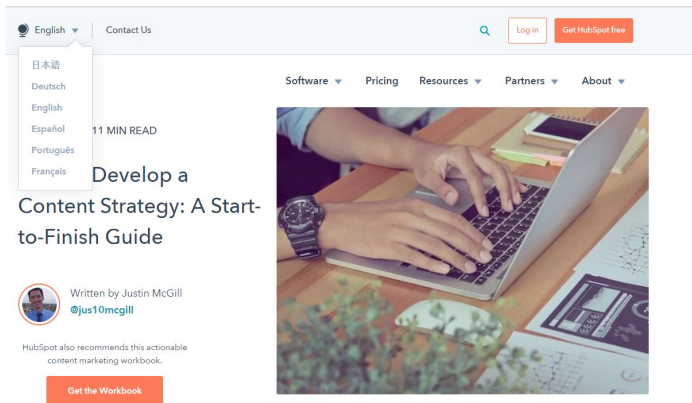 English
Contact Us
Log in
Get HubSpot free
日本語
Deutsch
English
Español
Português
Français
Software
Pricing
Resources
Partners
About
11 MIN READ
Develop a
Content Strategy: A Start-
to-Finish Guide
Written by Justin McGill
@jus10mcgill
HubSpot also recommends this actionable
content marketing workbook.
Get the Workbook